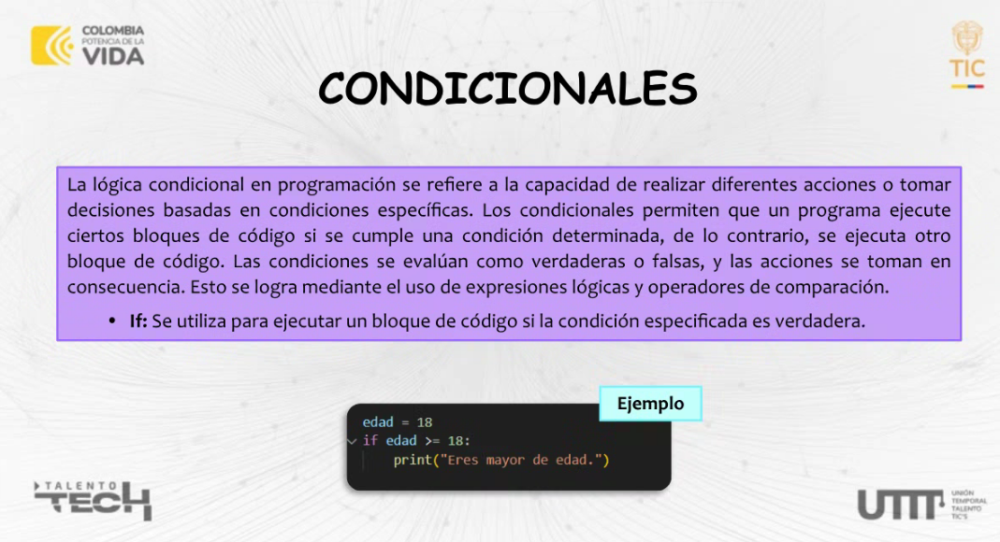 COLOMBIA
POTENCIA DE LA
VIDA
TIC
CONDICIONALES
La lógica condicional en programación se refiere a la capacidad de realizar diferentes acciones o tomar
decisiones basadas en condiciones específicas. Los condicionales permiten que un programa ejecute
ciertos bloques de código si se cumple una condición determinada, de lo contrario, se ejecuta otro
bloque de código. Las condiciones se evalúan como verdaderas o falsas, y las acciones se toman en
consecuencia. Esto se logra mediante el uso de expresiones lógicas y operadores de comparación.
• If: Se utiliza para ejecutar un bloque de código si la condición especificada es verdadera.
Ejemplo
edad = 18
if edad >= 18:
    print("Eres mayor de edad.")
TALENTO
TECH
UTTT
UNIÓN
TEMPORAL
TALENTO
TIC'S